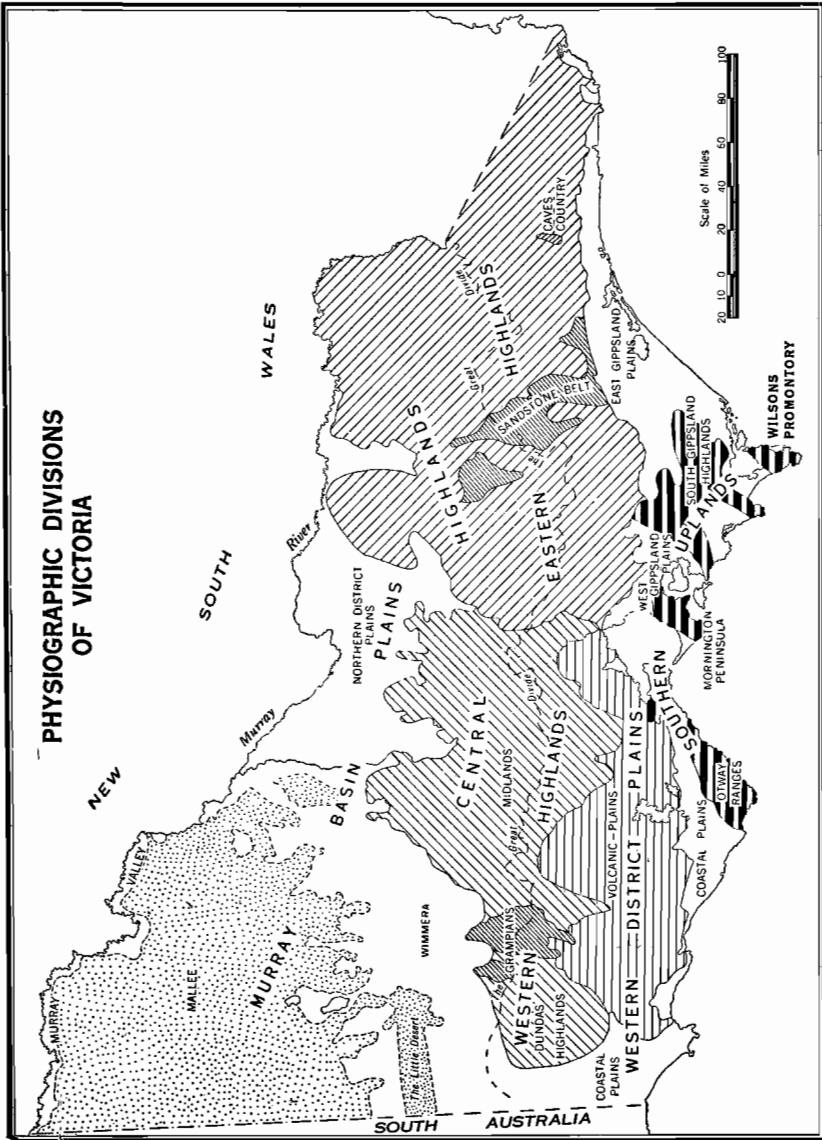 PHYSIOGRAPHIC DIVISIONS
OF VICTORIA
NEW
SOUTH
WALES
MURRAY
VALLEY
Murray
River
MALLEE
MURRAY
BASIN
PLAINS
NORTHERN DISTRICT
PLAINS
The Little Desert
WIMMERA
SOUTH AUSTRALIA
HIGHLANDS
HIGHLANDS
EASTERN
Great
Divide
The
SANDSTONE BELT
CAVES
COUNTRY
EAST GIPPSLAND
PLAINS
CENTRAL
MIDLANDS
HIGHLANDS
Great
Divide
The
GRAMPIANS
WESTERN
DUNDAS
HIGHLANDS
VOLCANIC - PLAINS
WESTERN DISTRICT PLAINS
COASTAL
PLAINS
COASTAL PLAINS
OTWAY
RANGES
SOUTHERN
UPLANDS
MORNINGTON
PENINSULA
WEST
GIPPSLAND
PLAINS
SOUTH GIPPSLAND
HIGHLANDS
WILSONS
PROMONTORY
Scale of Miles
20 10 0 20 40 60 80 100